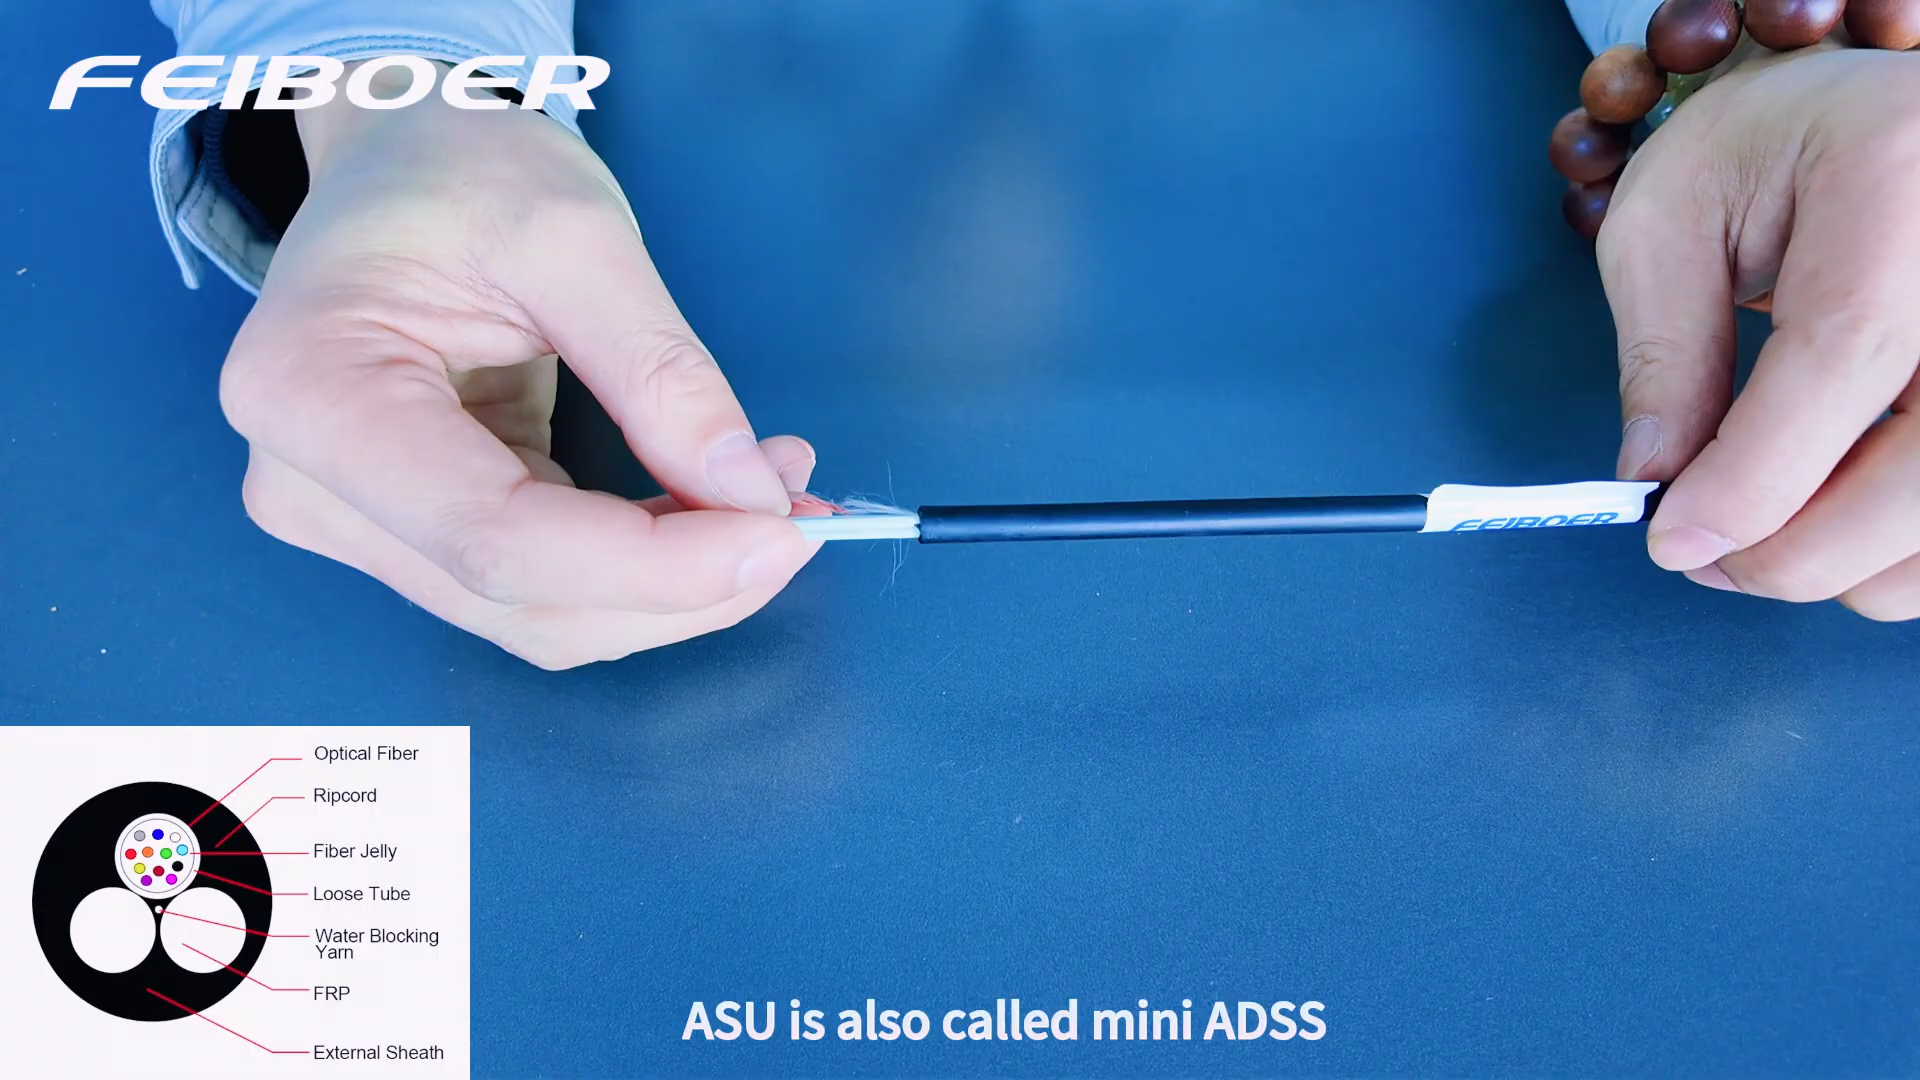 FEIBOER
FEIBOER
Optical Fiber
Ripcord
Fiber Jelly
Loose Tube
Water Blocking
Yarn
FRP
External Sheath
ASU is also called mini ADSS